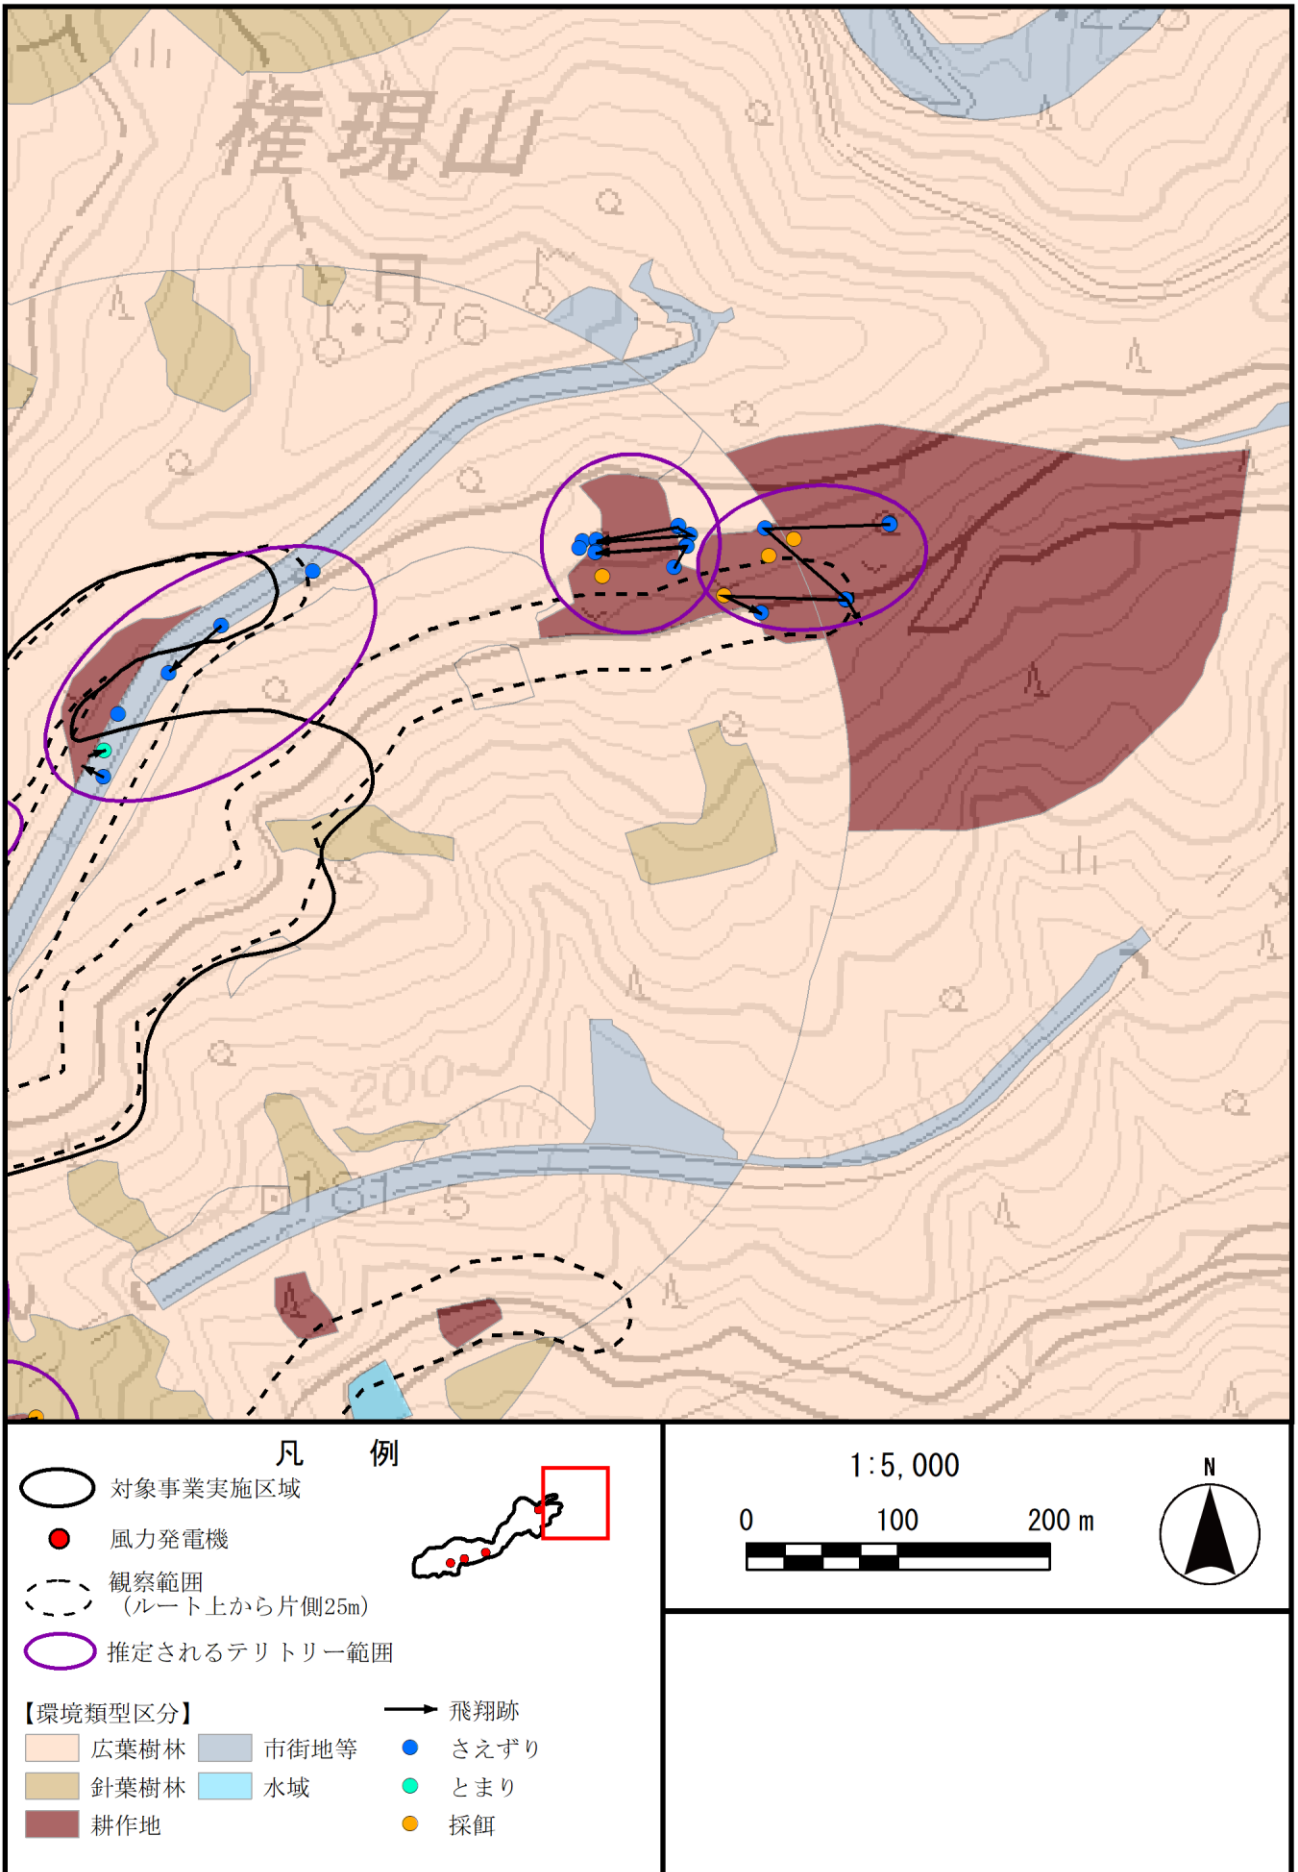 権現山
376
200
161.5
凡 例
対象事業実施区域
風力発電機
観察範囲
(ルート上から片側25m)
推定されるテリトリー範囲
【環境類型区分】
広葉樹林
市街地等
針葉樹林
水域
耕作地
飛翔跡
さえずり
とまり
採餌
1:5,000
0 100 200 m
N